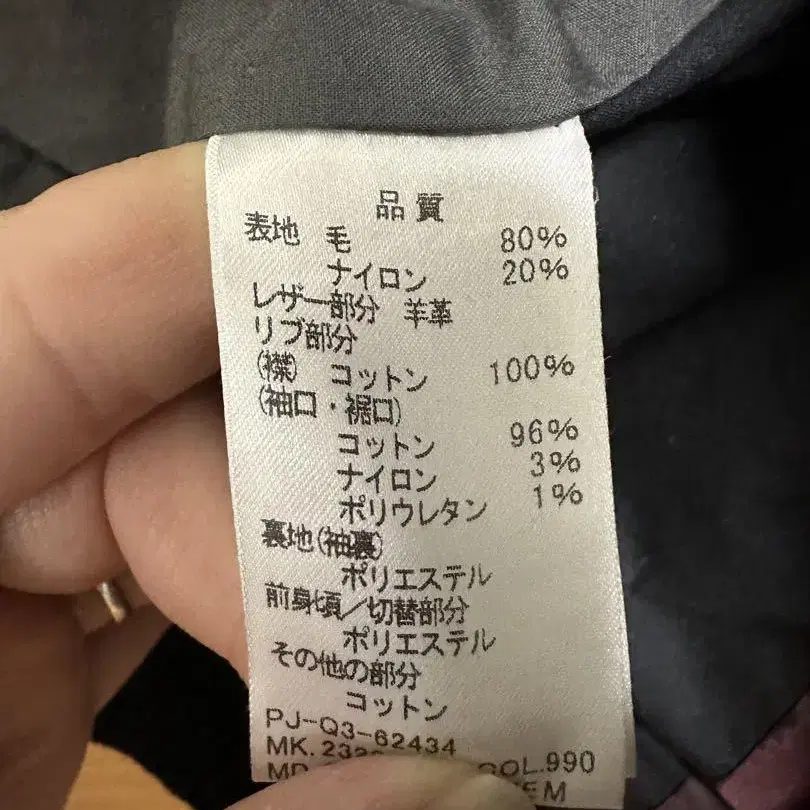 品質
表地 毛 80%
ナイロン 20%
レザー部分 羊革
リブ部分
(襟) コットン 100%
(袖口・裾口)
コットン 96%
ナイロン 3%
ポリウレタン 1%
裏地(袖裏)
ポリエステル
前身頃/切替部分
ポリエステル
その他の部分
コットン
PJ-Q3-62434
MK. COL.990